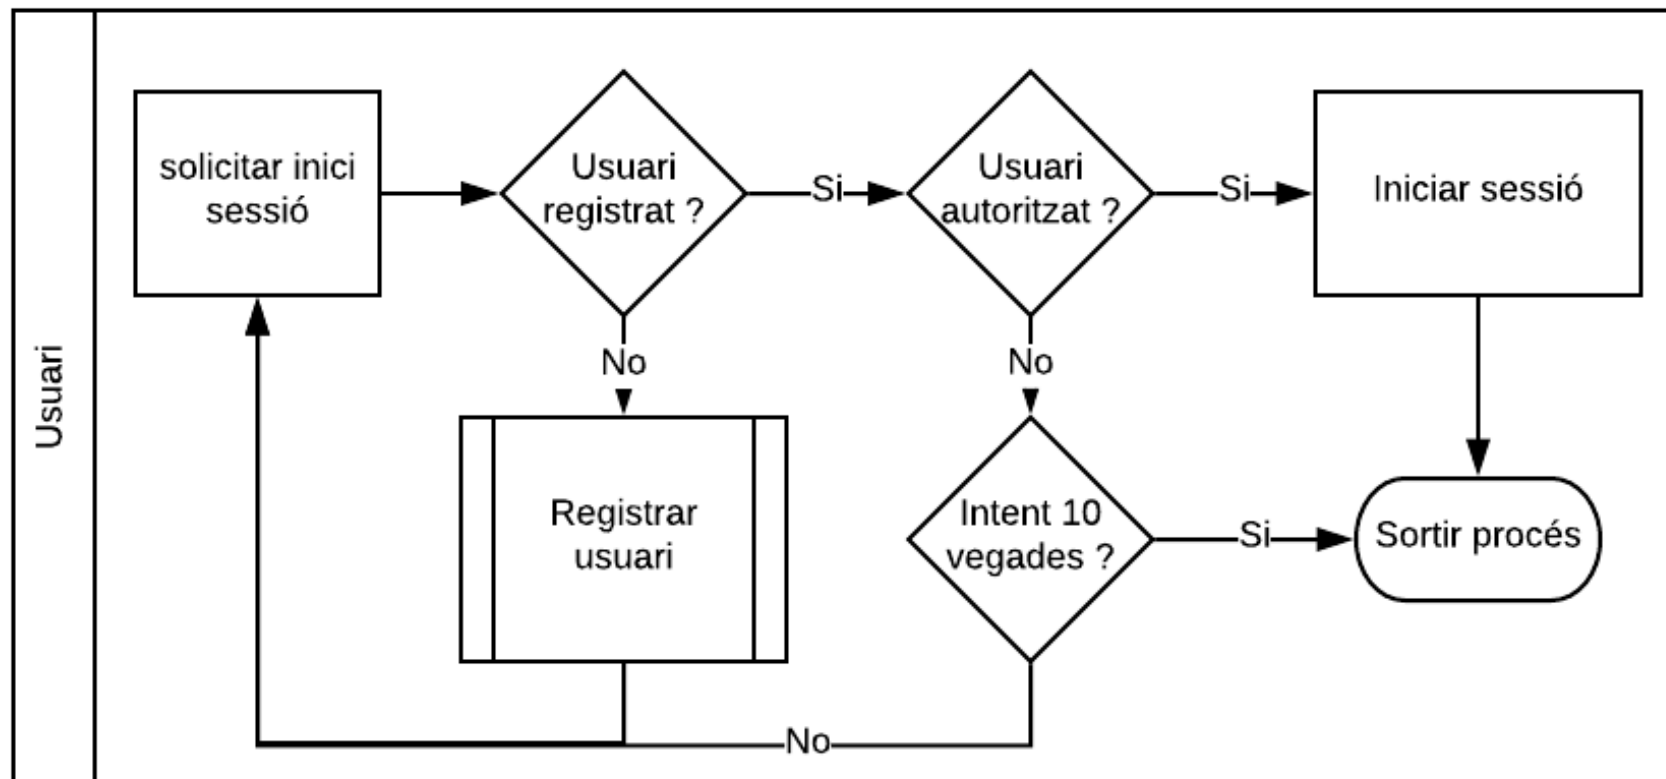 Usuari
solicitar inici
sessió
Usuari
registrat ?
Si
Usuari
autoritzat ?
Si
Iniciar sessió
No
No
Registrar
usuari
Intent 10
vegades ?
Si
Sortir procés
No